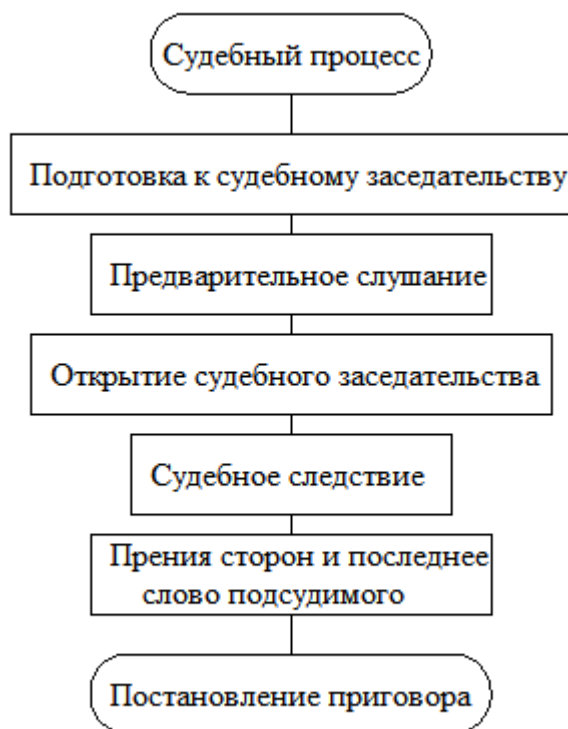 Судебный процесс
Подготовка к судебному заседательству
Предварительное слушание
Открытие судебного заседательства
Судебное следствие
Прения сторон и последнее
слово подсудимого
Постановление приговора